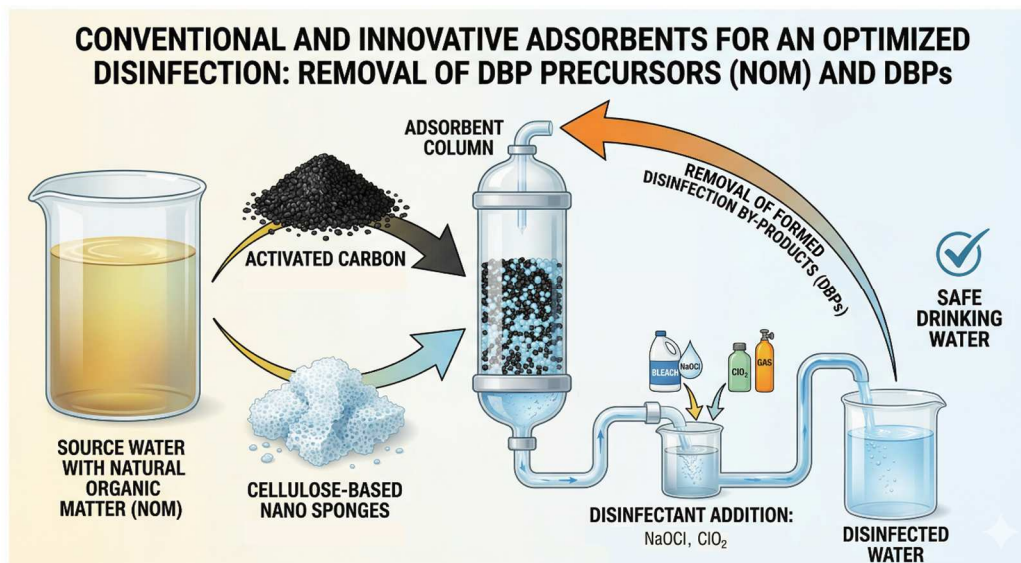 CONVENTIONAL AND INNOVATIVE ADSORBENTS FOR AN OPTIMIZED
DISINFECTION: REMOVAL OF DBP PRECURSORS (NOM) AND DBPs
ADSORBENT
COLUMN
REMOVAL OF FORMED
DISINFECTION BY-PRODUCTS (DBPs)
ACTIVATED CARBON
SAFE
DRINKING
WATER
BLEACH
NaOCl
ClO₂
GAS
SOURCE WATER
WITH NATURAL
ORGANIC
MATTER (NOM)
CELLULOSE-BASED
NANO SPONGES
DISINFECTANT ADDITION:
NaOCl, ClO₂
DISINFECTED
WATER